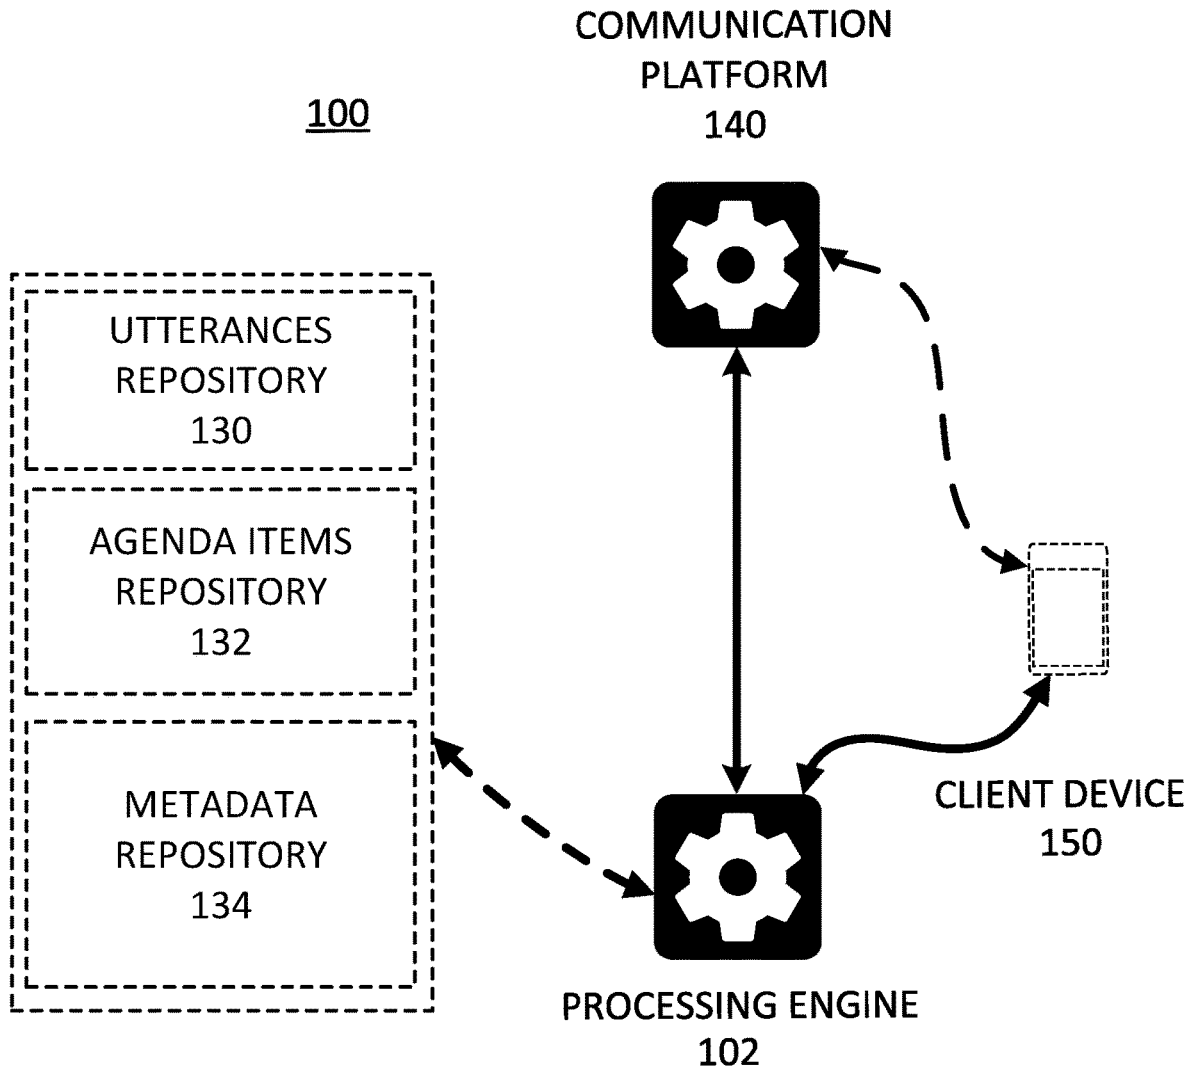 COMMUNICATION
PLATFORM
140
100
UTTERANCES
REPOSITORY
130
AGENDA ITEMS
REPOSITORY
132
METADATA
REPOSITORY
134
CLIENT DEVICE
150
PROCESSING ENGINE
102